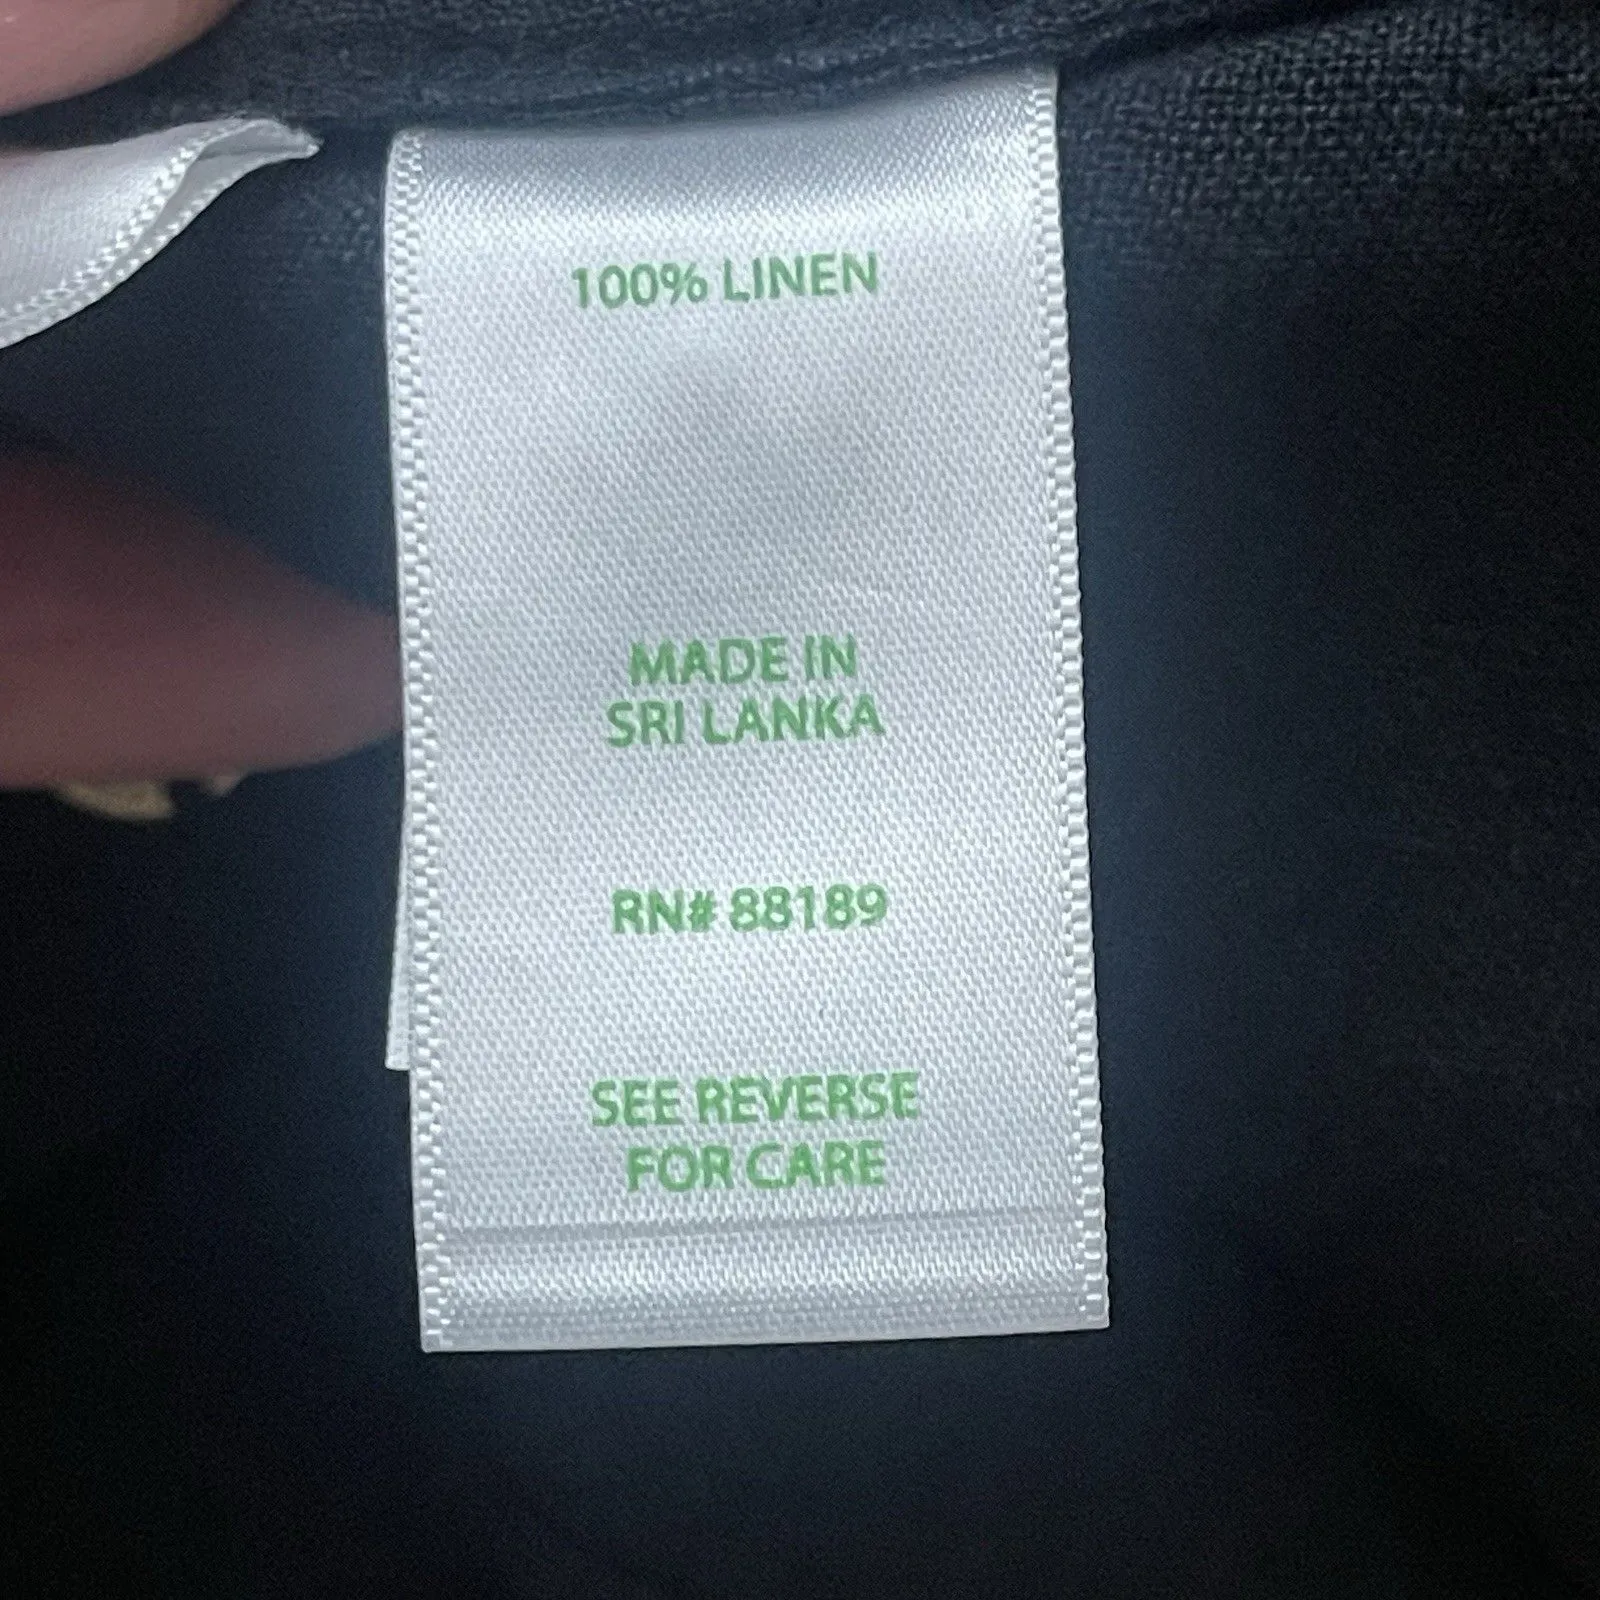 100% LINEN
MADE IN
SRI LANKA
RN# 88189
SEE REVERSE
FOR CARE